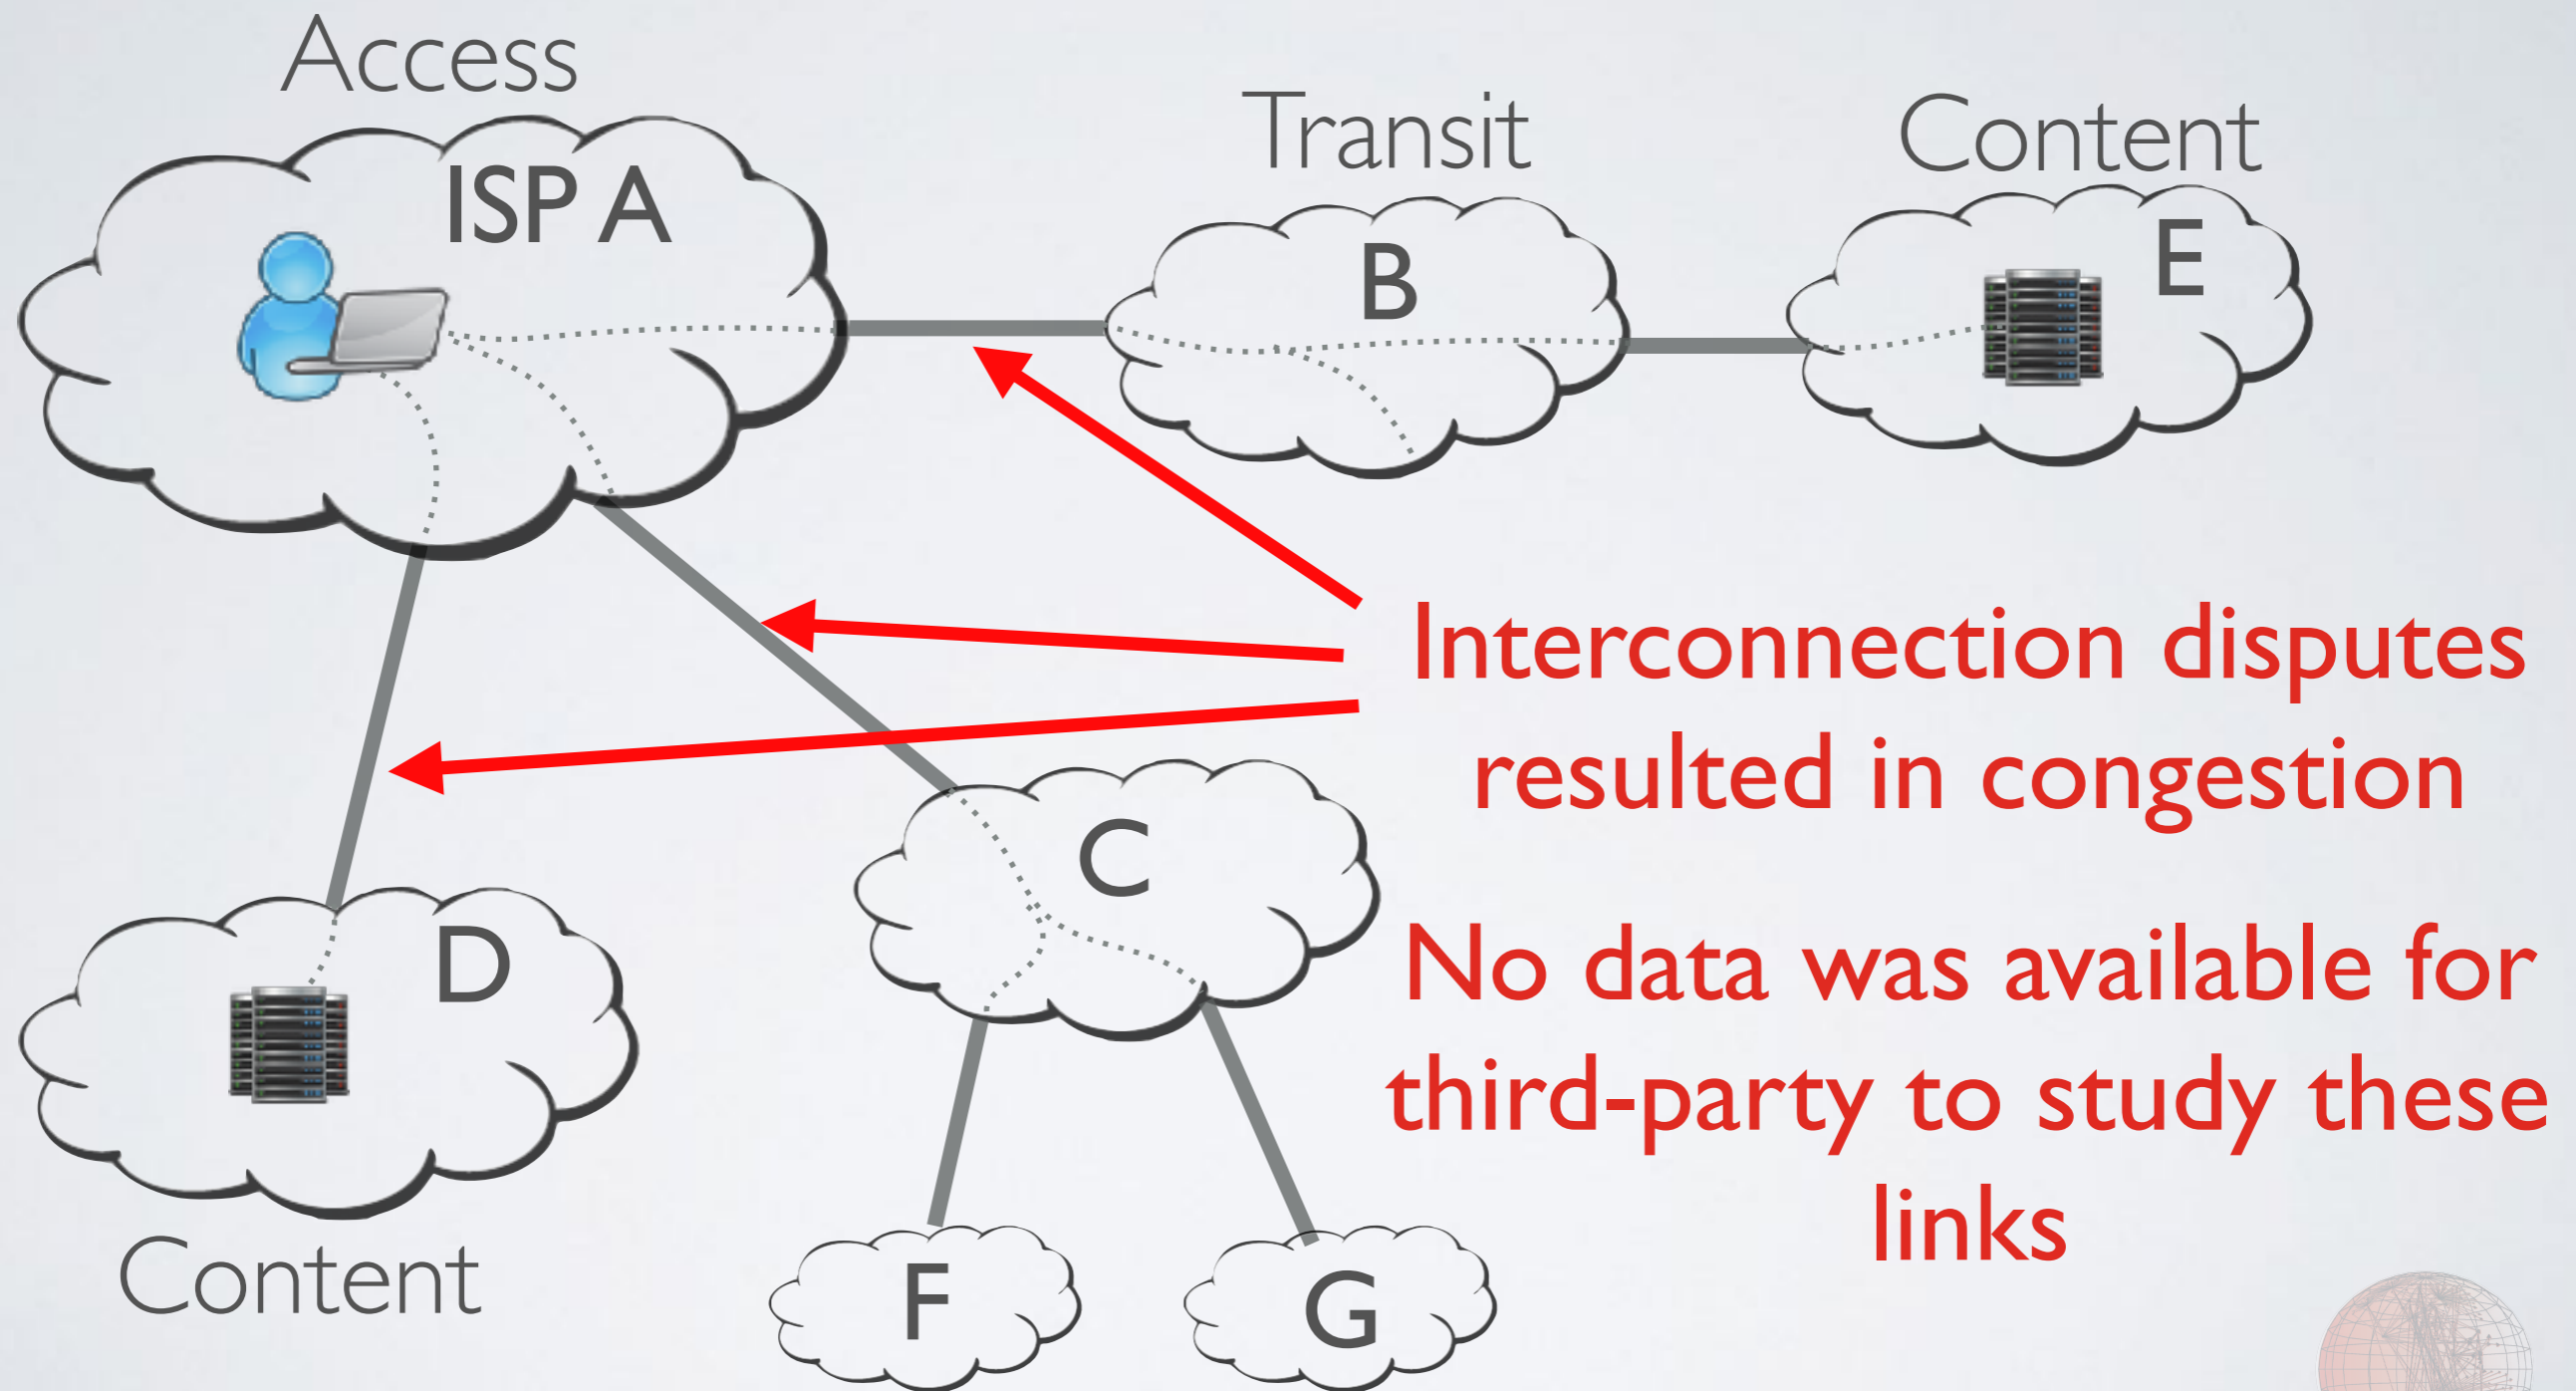 Access
Transit
Content
ISP A
B
E
Interconnection disputes
resulted in congestion
C
No data was available for
third-party to study these
links
D
Content
F
G